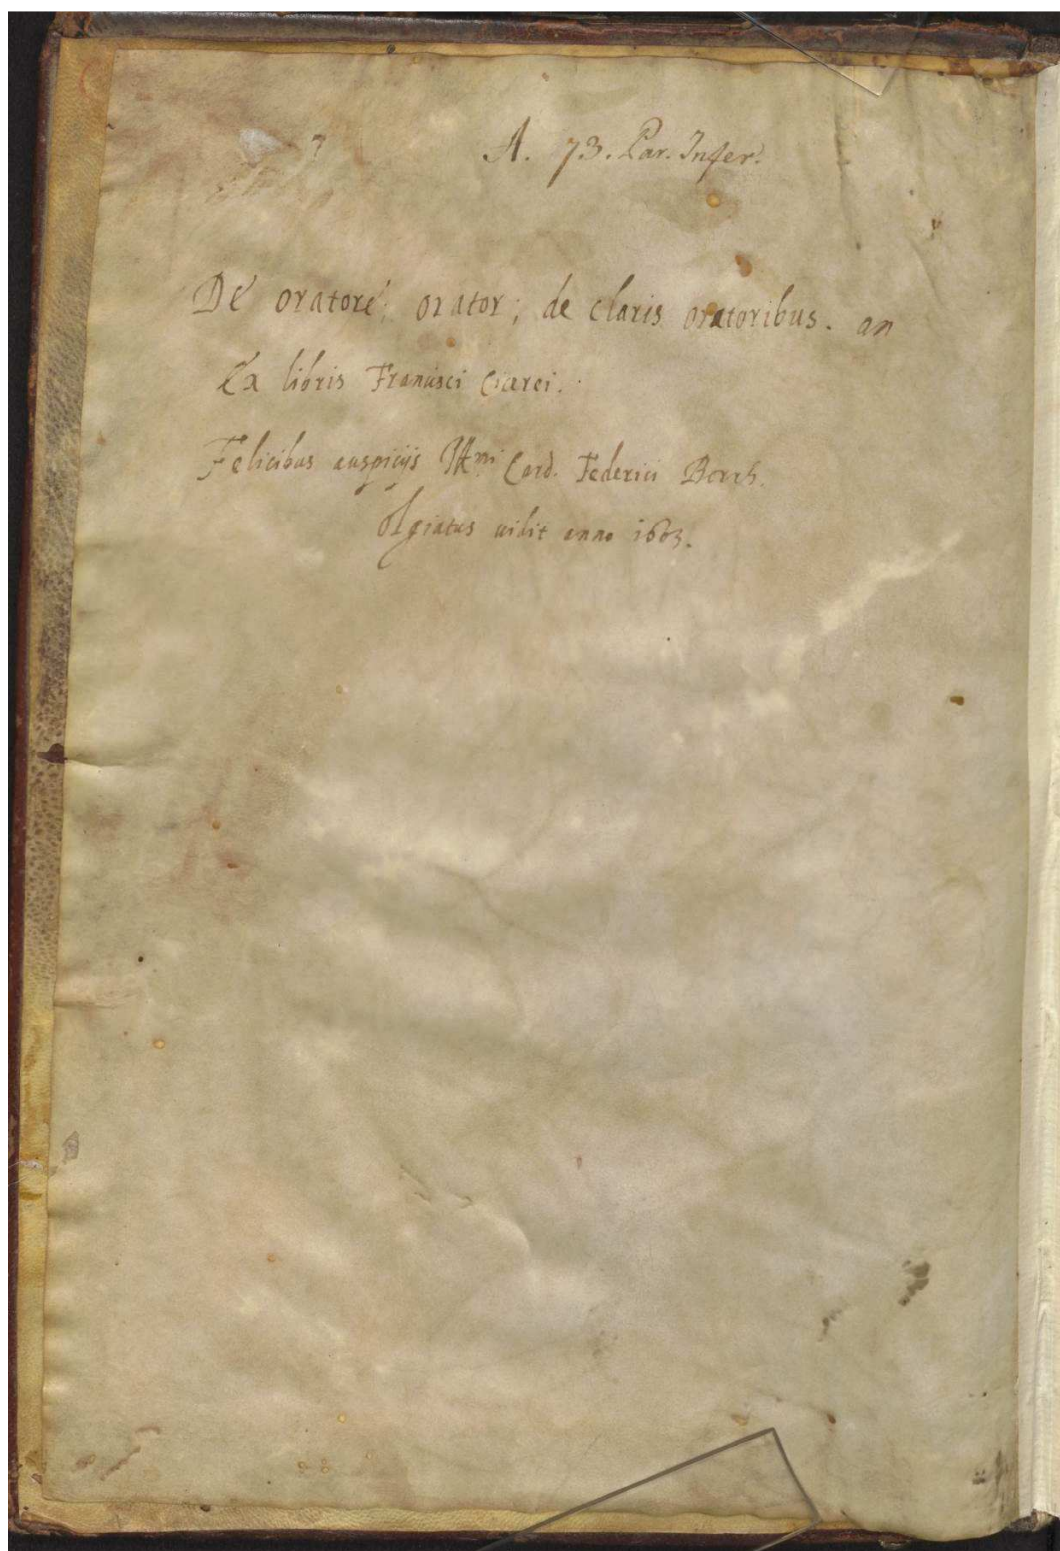 A. 73. Par. Infer.
De oratore; orator; de claris oratoribus. an
Ex libris Francisci Ciarei.
Felicibus auspicijs Ill.mi Card. Federici Borrh.
Olgiatus vidit anno 1603.